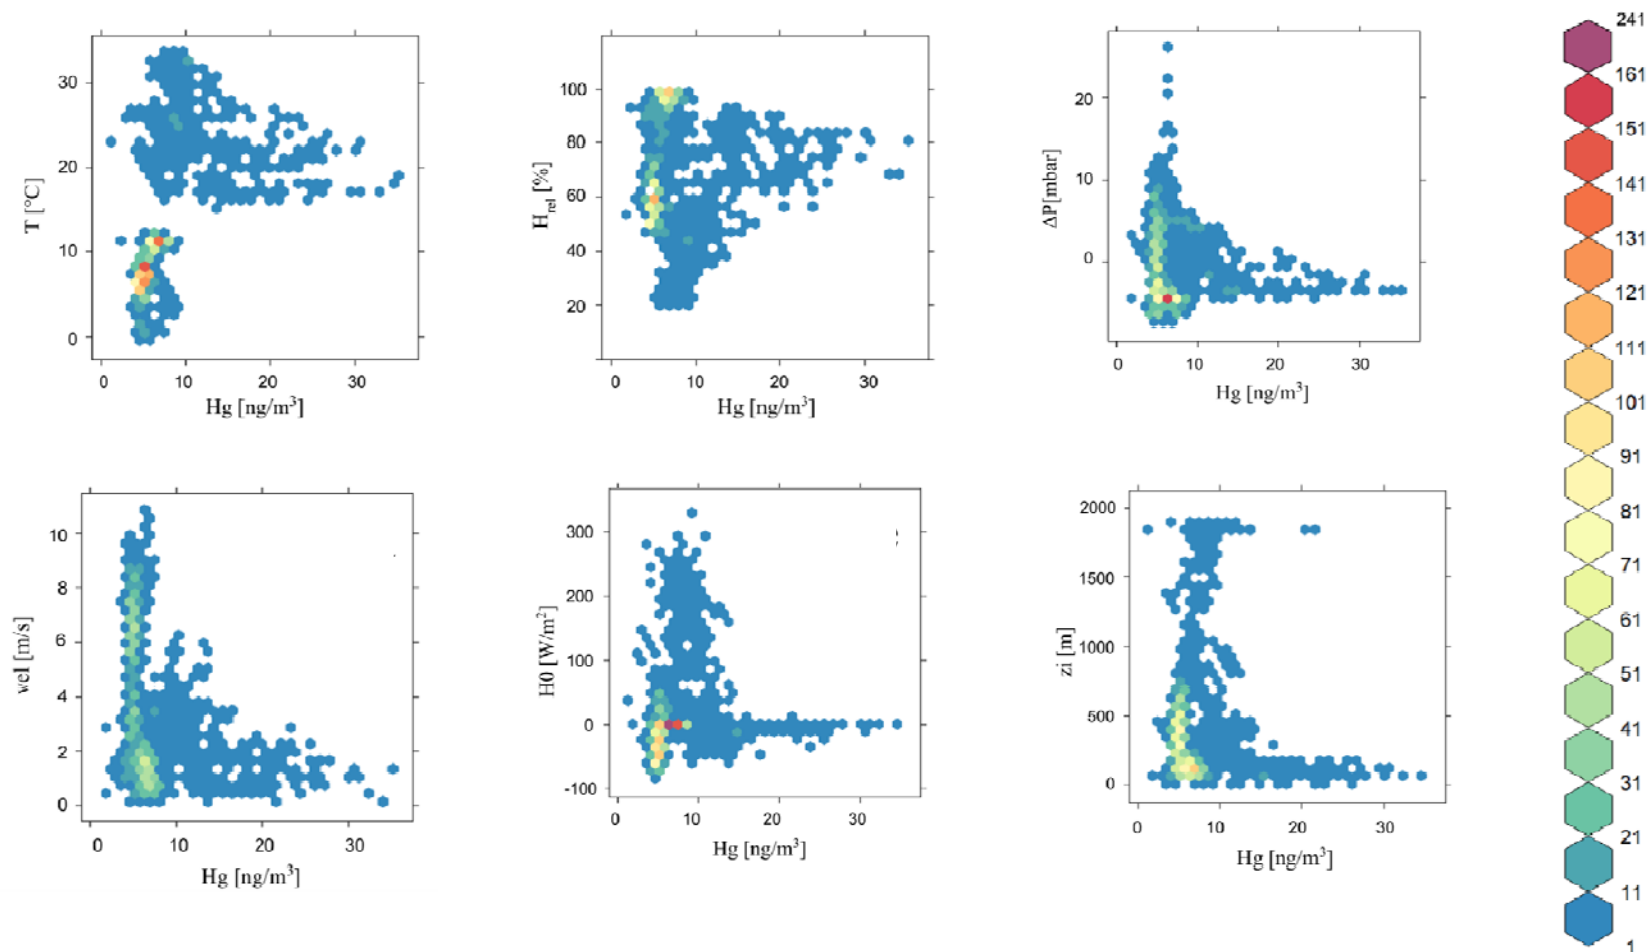 30
20
10
0
T [°C]
0 10 20 30
Hg [ng/m³]
100
80
60
40
20
H_rel [%]
0 10 20 30
Hg [ng/m³]
20
10
0
ΔP[mbar]
0 10 20 30
Hg [ng/m³]
10
8
6
4
2
0
vel [m/s]
0 10 20 30
Hg [ng/m³]
300
200
100
0
-100
H0 [W/m²]
0 10 20 30
Hg [ng/m³]
2000
1500
1000
500
0
zi [m]
0 10 20 30
Hg [ng/m³]
241
161
151
141
131
121
111
101
91
81
71
61
51
41
31
21
11
1